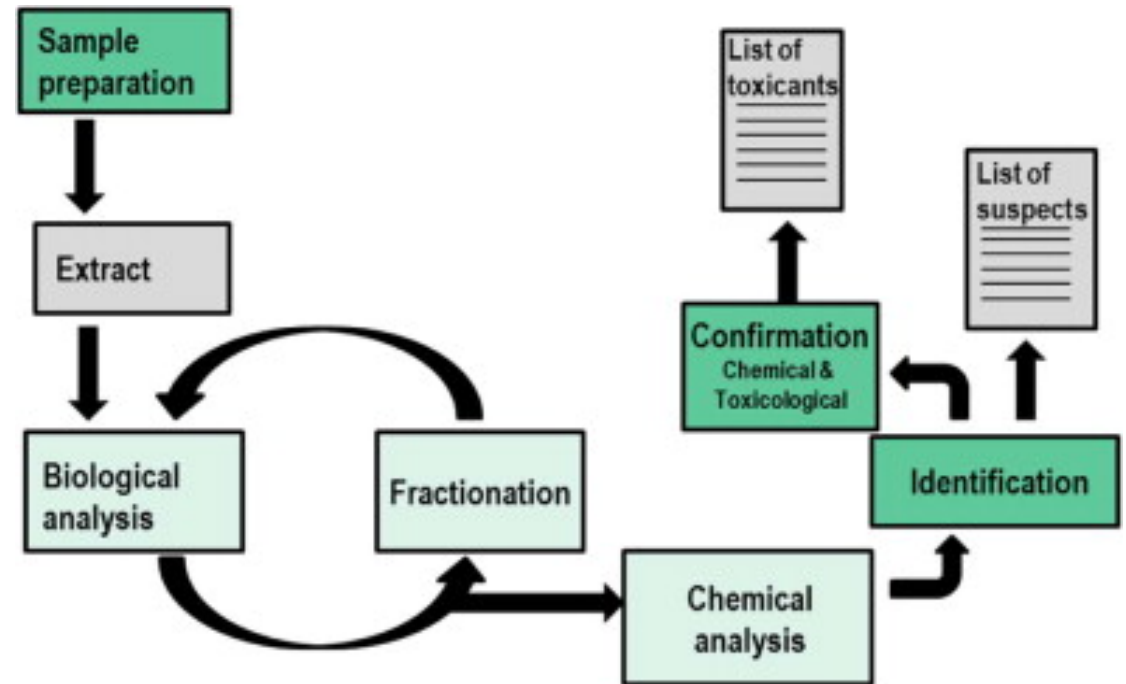 Sample
preparation
Extract
Biological
analysis
Fractionation
Chemical
analysis
Identification
Confirmation
Chemical &
Toxicological
List of
toxicants
List of
suspects